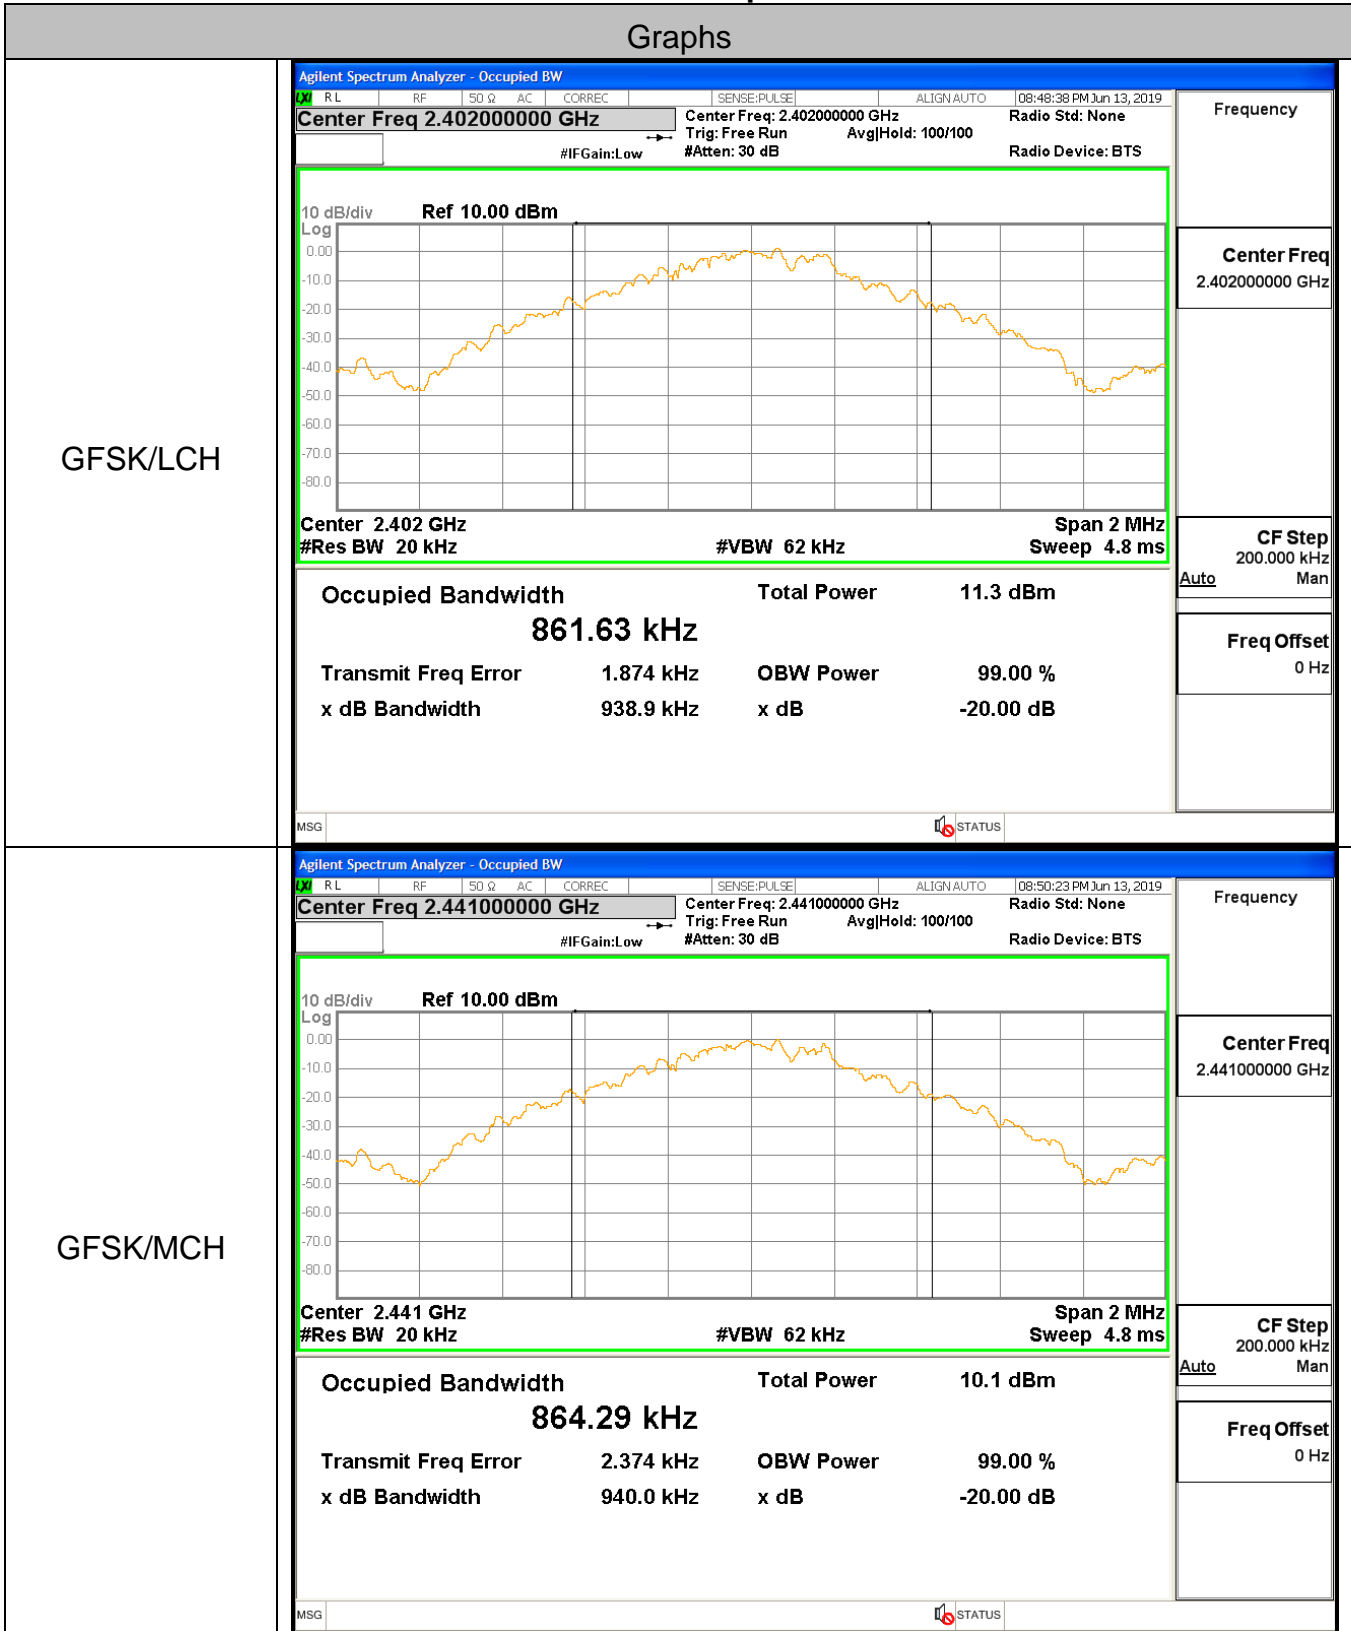 Graphs
GFSK/LCH
Agilent Spectrum Analyzer - Occupied BW
LXI RL RF 50 Ω AC CORREC SENSE:PULSE ALIGN AUTO 08:48:38 PM Jun 13, 2019
Center Freq 2.402000000 GHz Center Freq: 2.402000000 GHz Radio Std: None
Trig: Free Run Avg|Hold: 100/100
#IFGain:Low #Atten: 30 dB Radio Device: BTS
10 dB/div Ref 10.00 dBm
Log
0.00
-10.0
-20.0
-30.0
-40.0
-50.0
-60.0
-70.0
-80.0
Center 2.402 GHz Span 2 MHz
#Res BW 20 kHz #VBW 62 kHz Sweep 4.8 ms
Occupied Bandwidth Total Power 11.3 dBm
861.63 kHz
Transmit Freq Error 1.874 kHz OBW Power 99.00 %
x dB Bandwidth 938.9 kHz x dB -20.00 dB
MSG STATUS
Frequency
Center Freq
2.402000000 GHz
CF Step
200.000 kHz
Auto Man
Freq Offset
0 Hz
GFSK/MCH
Agilent Spectrum Analyzer - Occupied BW
LXI RL RF 50 Ω AC CORREC SENSE:PULSE ALIGN AUTO 08:50:23 PM Jun 13, 2019
Center Freq 2.441000000 GHz Center Freq: 2.441000000 GHz Radio Std: None
Trig: Free Run Avg|Hold: 100/100
#IFGain:Low #Atten: 30 dB Radio Device: BTS
10 dB/div Ref 10.00 dBm
Log
0.00
-10.0
-20.0
-30.0
-40.0
-50.0
-60.0
-70.0
-80.0
Center 2.441 GHz Span 2 MHz
#Res BW 20 kHz #VBW 62 kHz Sweep 4.8 ms
Occupied Bandwidth Total Power 10.1 dBm
864.29 kHz
Transmit Freq Error 2.374 kHz OBW Power 99.00 %
x dB Bandwidth 940.0 kHz x dB -20.00 dB
MSG STATUS
Frequency
Center Freq
2.441000000 GHz
CF Step
200.000 kHz
Auto Man
Freq Offset
0 Hz